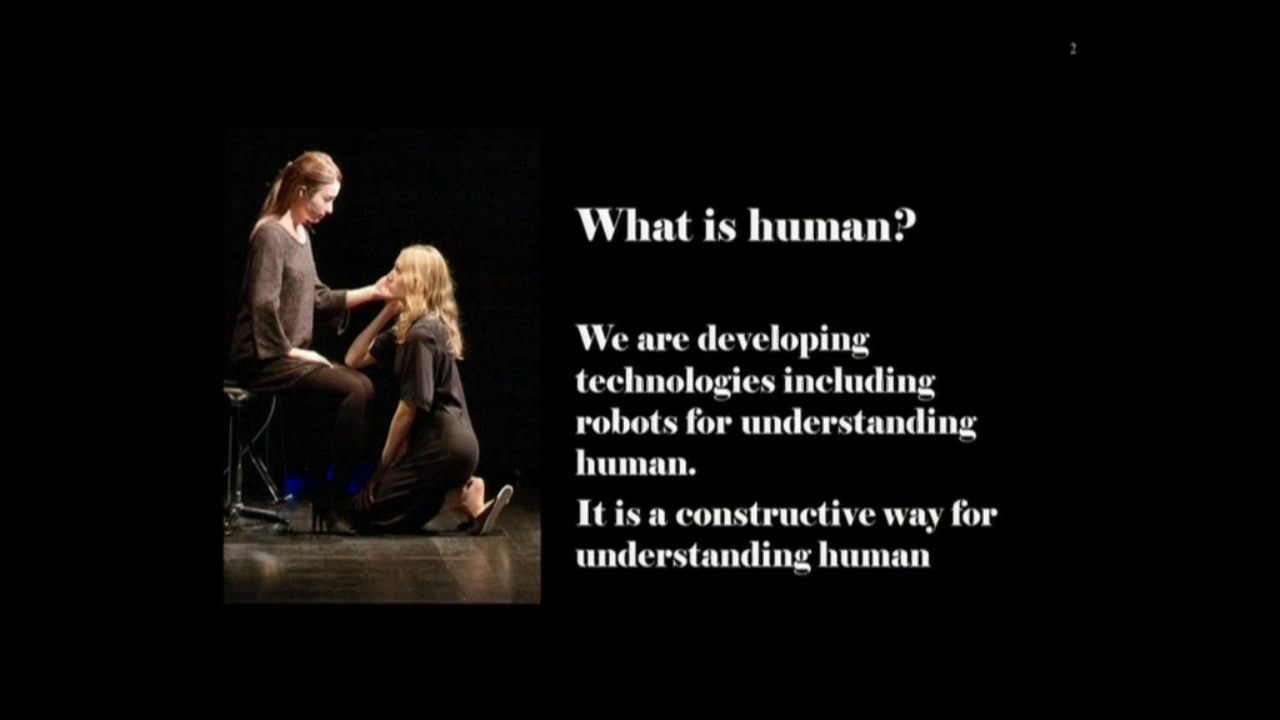 2
What is human?
We are developing
technologies including
robots for understanding
human.
It is a constructive way for
understanding human